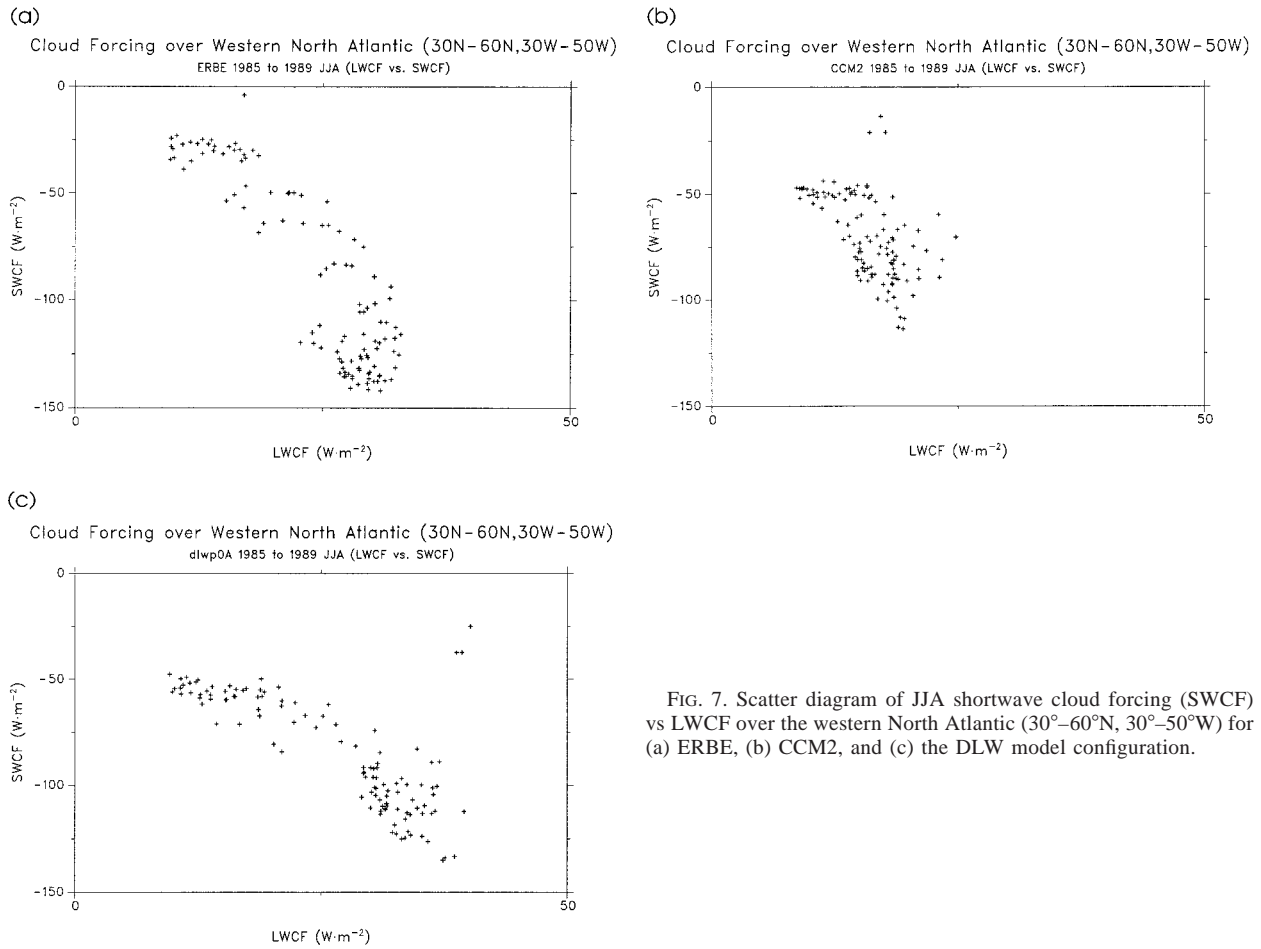 (a)
Cloud Forcing over Western North Atlantic (30N-60N,30W-50W)
ERBE 1985 to 1989 JJA (LWCF vs. SWCF)
0
-50
-100
-150
SWCF (W·m⁻²)
0
50
LWCF (W·m⁻²)
(b)
Cloud Forcing over Western North Atlantic (30N-60N,30W-50W)
CCM2 1985 to 1989 JJA (LWCF vs. SWCF)
0
-50
-100
-150
SWCF (W·m⁻²)
0
50
LWCF (W·m⁻²)
(c)
Cloud Forcing over Western North Atlantic (30N-60N,30W-50W)
dlwp0A 1985 to 1989 JJA (LWCF vs. SWCF)
0
-50
-100
-150
SWCF (W·m⁻²)
0
50
LWCF (W·m⁻²)
FIG. 7. Scatter diagram of JJA shortwave cloud forcing (SWCF)
vs LWCF over the western North Atlantic (30°–60°N, 30°–50°W) for
(a) ERBE, (b) CCM2, and (c) the DLW model configuration.